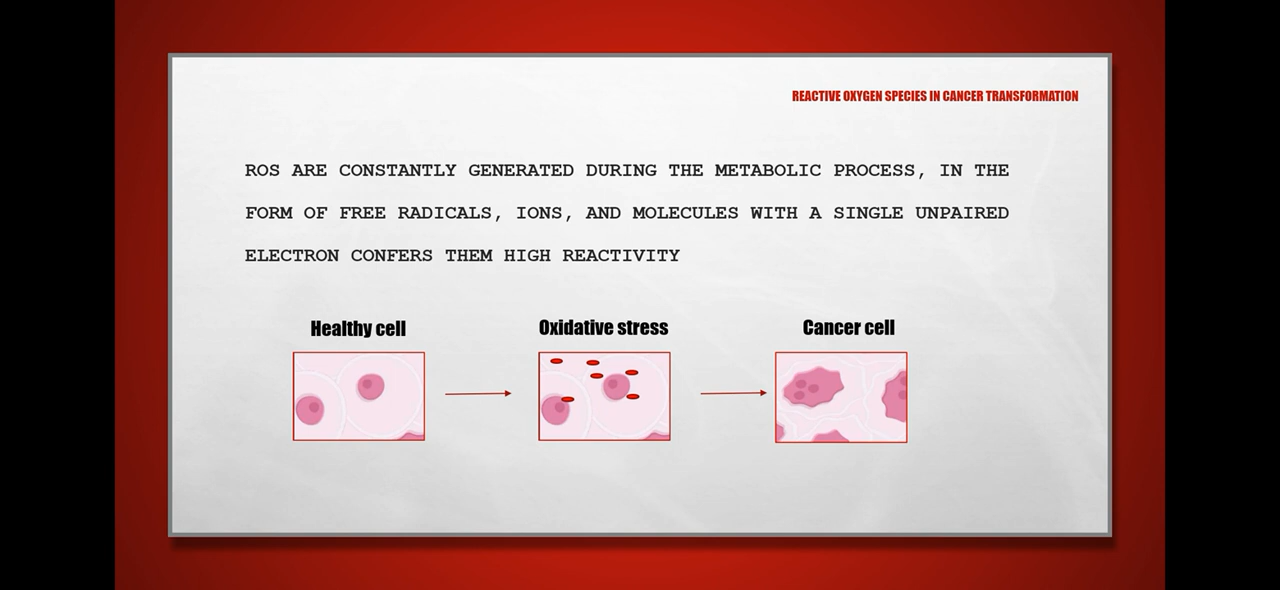 REACTIVE OXYGEN SPECIES IN CANCER TRANSFORMATION
ROS ARE CONSTANTLY GENERATED DURING THE METABOLIC PROCESS, IN THE
FORM OF FREE RADICALS, IONS, AND MOLECULES WITH A SINGLE UNPAIRED
ELECTRON CONFERS THEM HIGH REACTIVITY
Healthy cell
Oxidative stress
Cancer cell